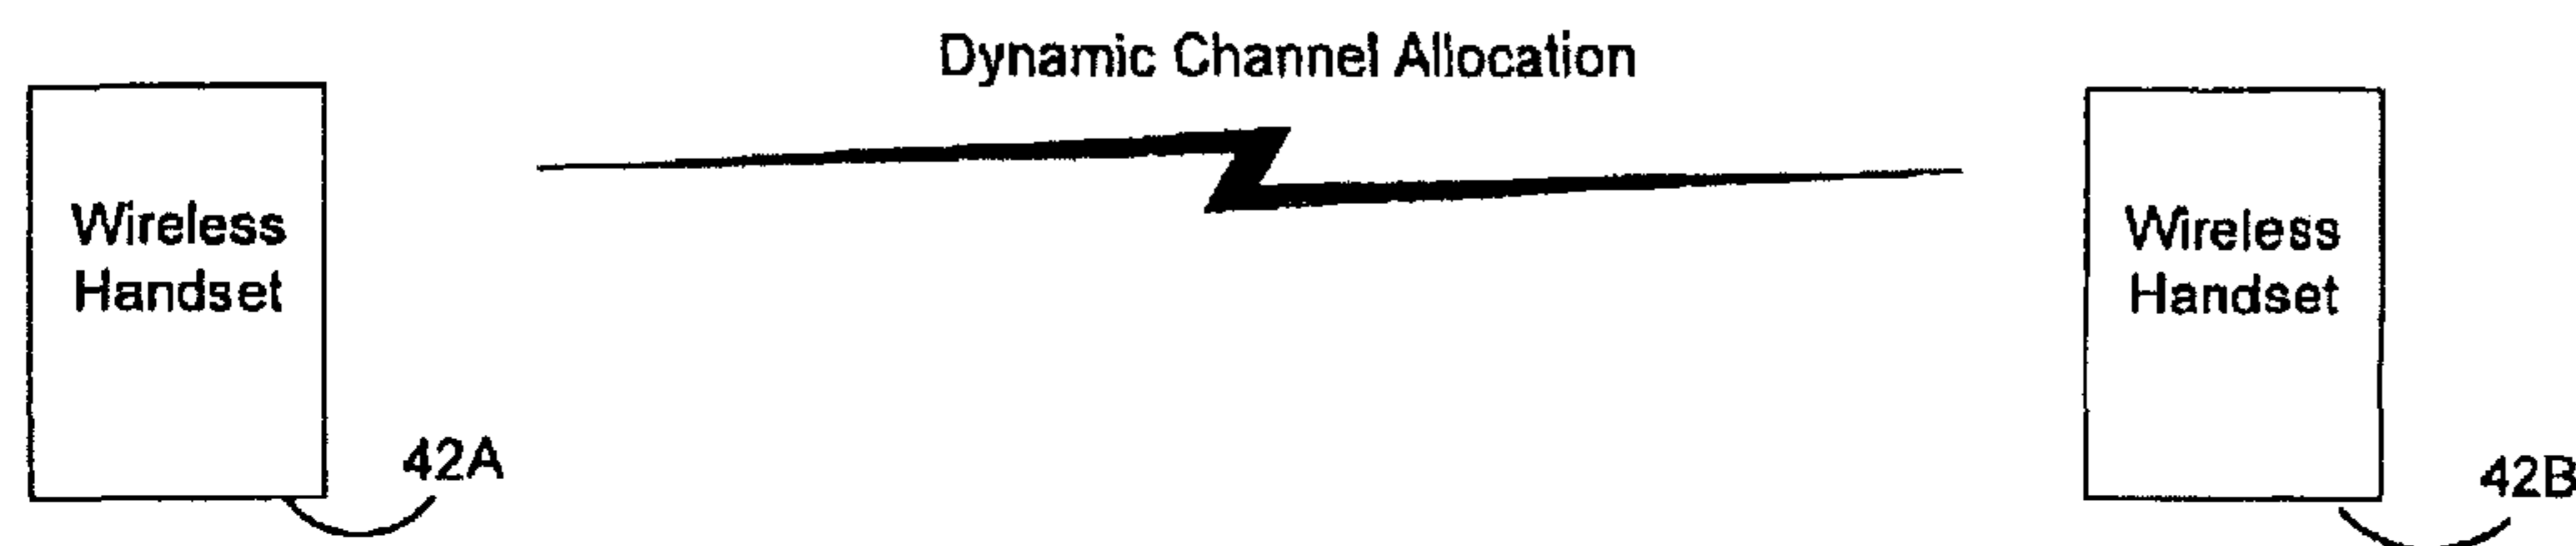 Dynamic Channel Allocation
Wireless
Handset
42A
Wireless
Handset
42B